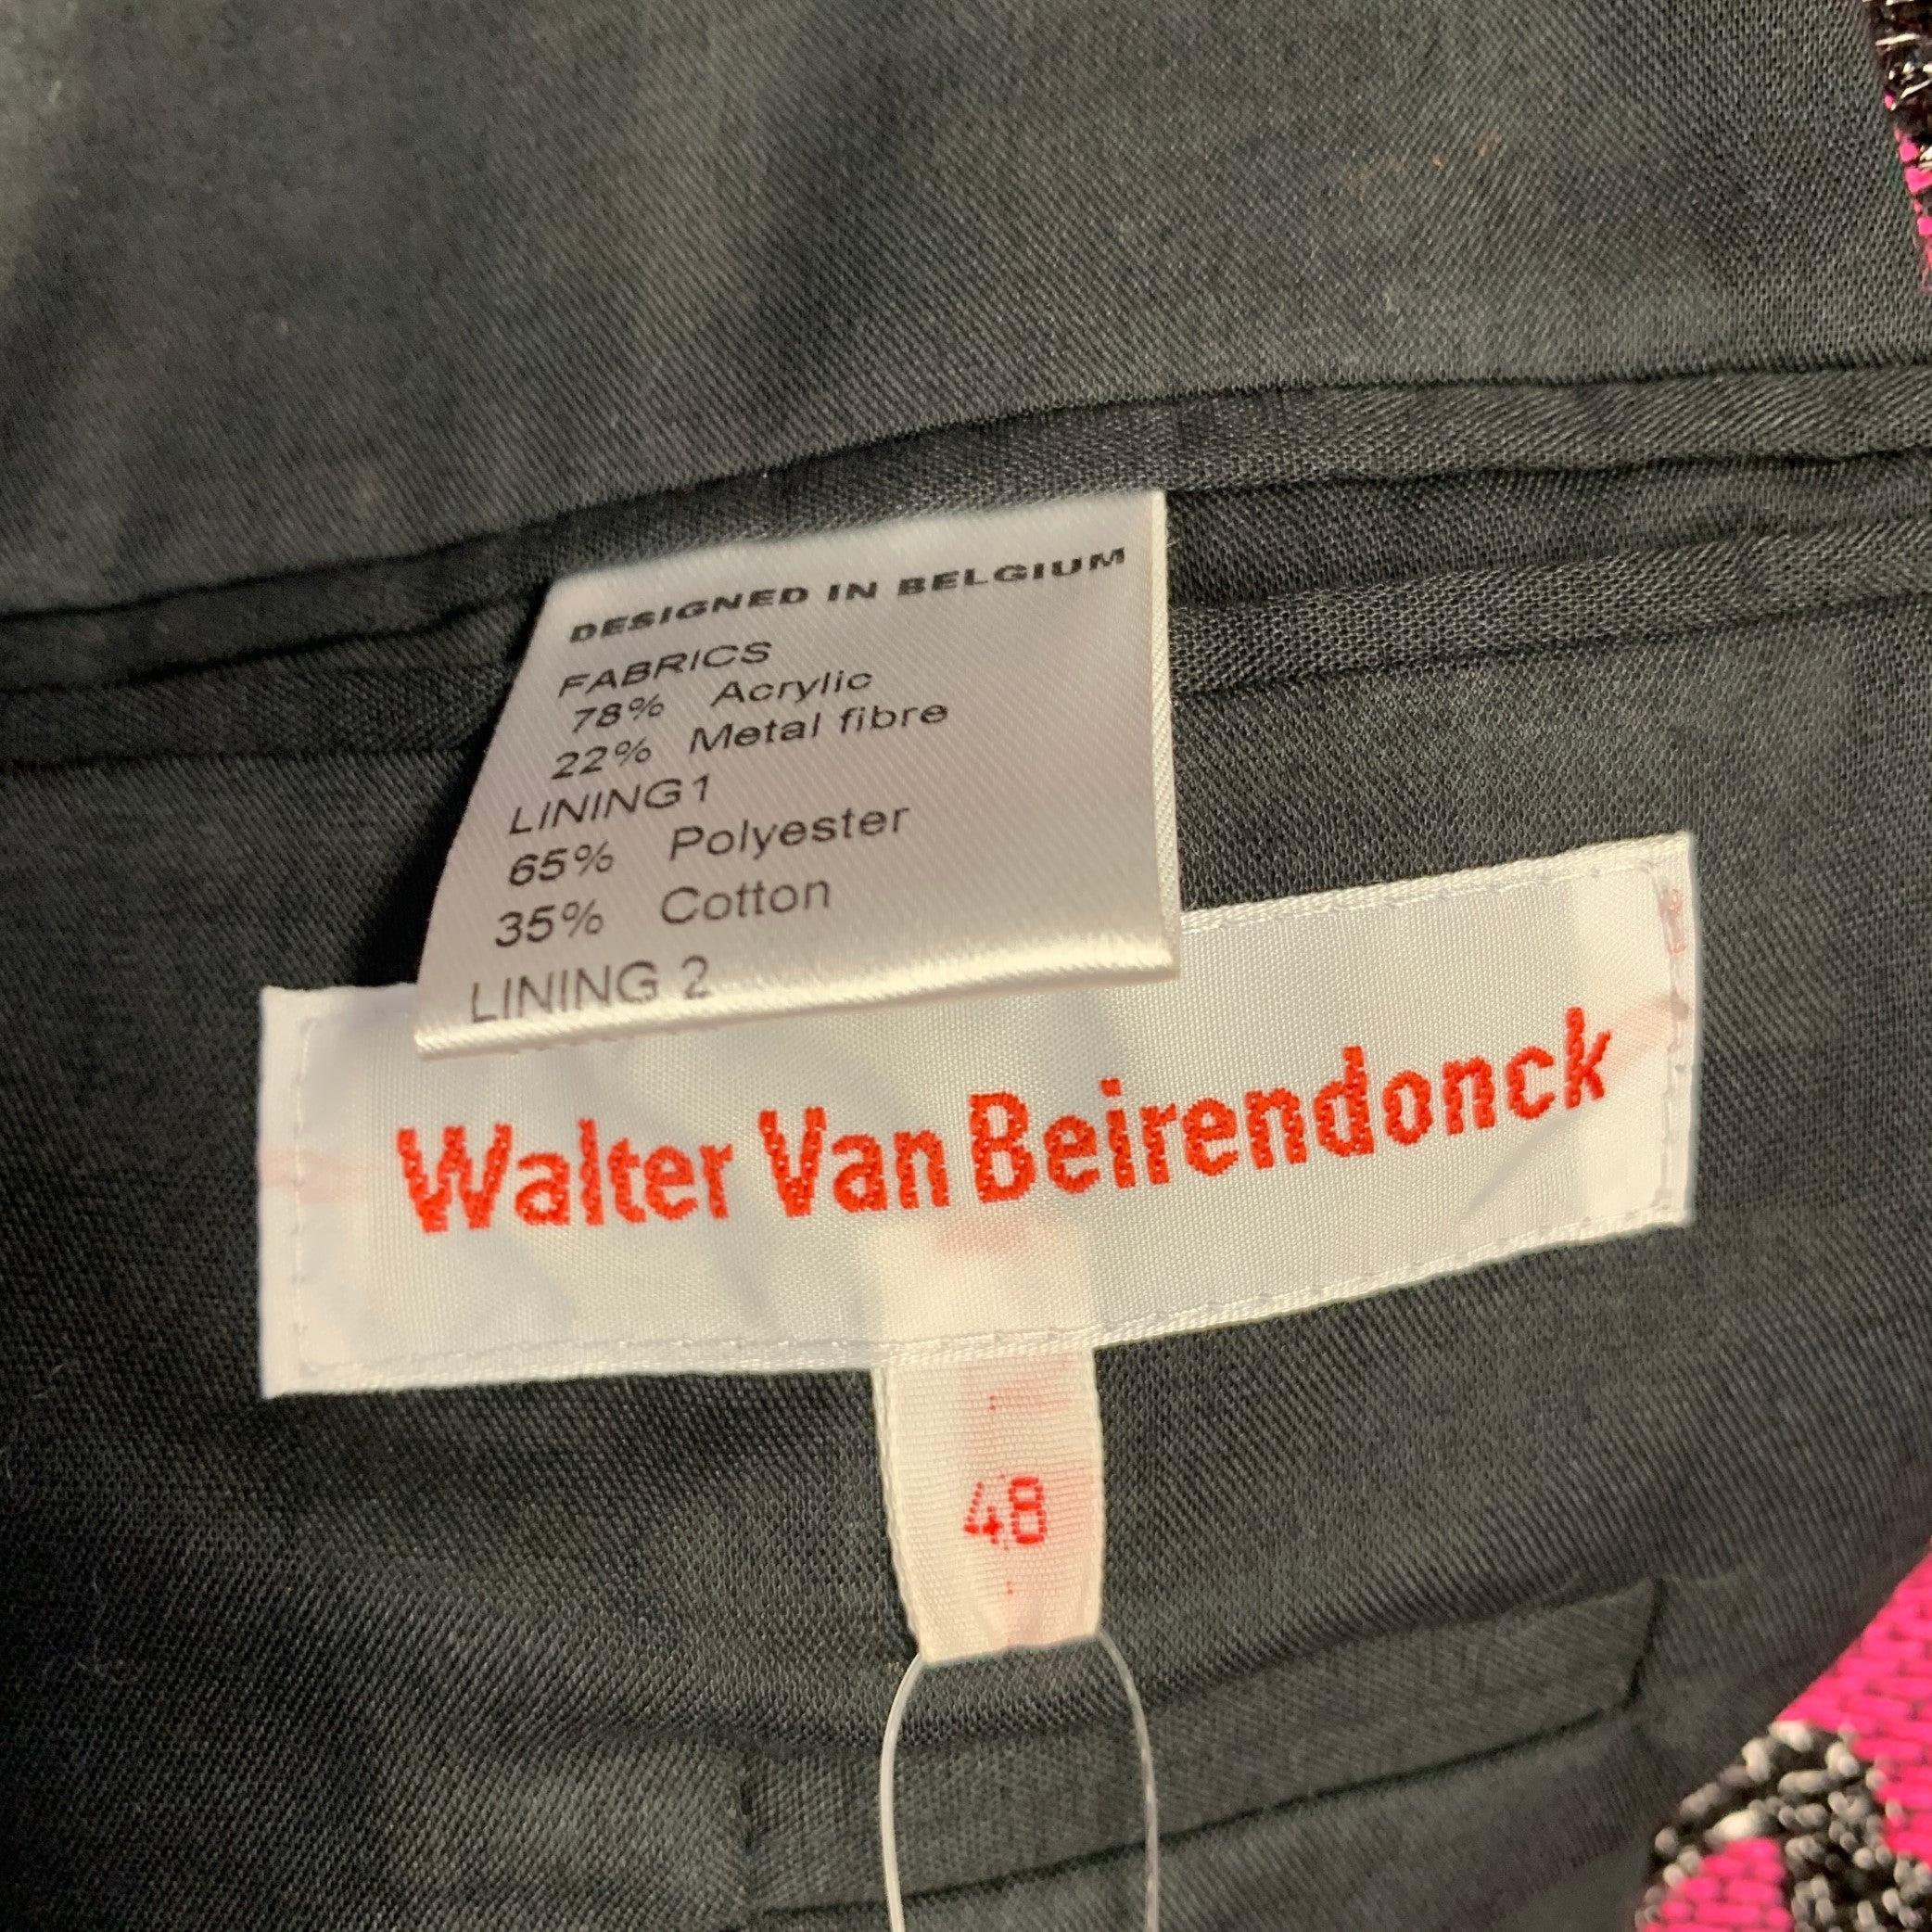 DESIGNED IN BELGIUM
FABRICS
78% Acrylic
22% Metal fibre
LINING1
65% Polyester
35% Cotton
LINING 2
Walter Van Beirendonck
48